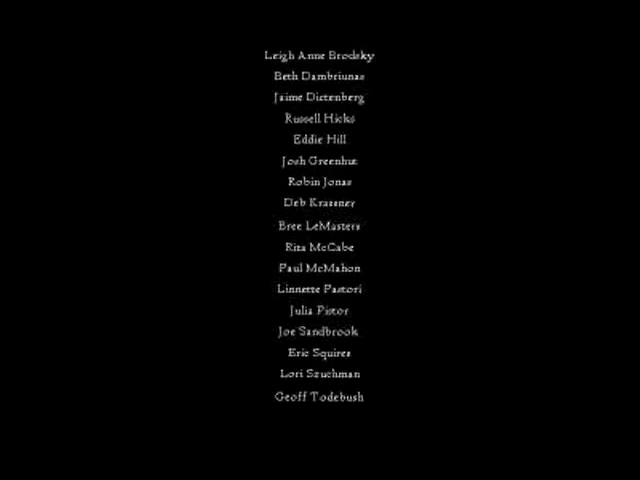 Leigh Anne Brodsky
Beth Dambriunas
Jaime Dictenberg
Russell Hicks
Eddie Hill
Josh Greenhut
Robin Jonas
Deb Krassner
Bree LeMasters
Rita McCabe
Paul McMahon
Linnette Pastori
Julia Pistor
Joe Sandbrook
Eric Squires
Lori Szuchman
Geoff Todebush